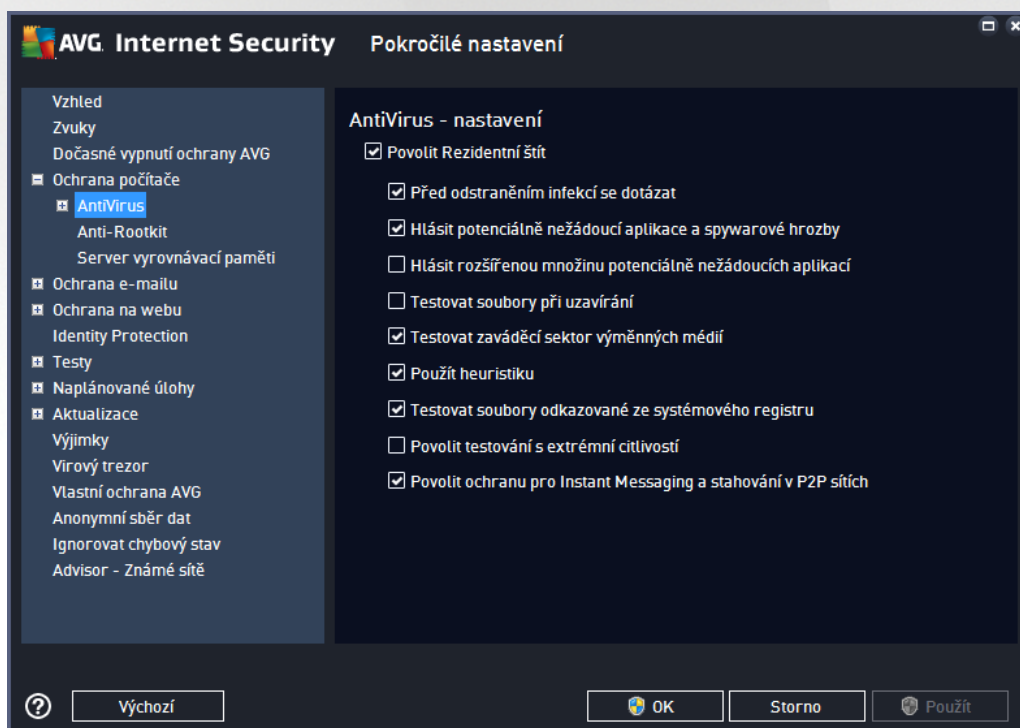 AVG. Internet Security Pokročilé nastavení
Vzhled
Zvuky
Dočasné vypnutí ochrany AVG
Ochrana počítače
AntiVirus
Anti-Rootkit
Server vyrovnávací paměti
Ochrana e-mailu
Ochrana na webu
Identity Protection
Testy
Naplánované úlohy
Aktualizace
Výjimky
Virový trezor
Vlastní ochrana AVG
Anonymní sběr dat
Ignorovat chybový stav
Advisor - Známé sítě
AntiVirus - nastavení
Povolit Rezidentní štít
Před odstraněním infekcí se dotázat
Hlásit potenciálně nežádoucí aplikace a spywarové hrozby
Hlásit rozšířenou množinu potenciálně nežádoucích aplikací
Testovat soubory při uzavírání
Testovat zaváděcí sektor výměnných médií
Použít heuristiku
Testovat soubory odkazované ze systémového registru
Povolit testování s extrémní citlivostí
Povolit ochranu pro Instant Messaging a stahování v P2P sítích
? Výchozí OK Storno Použít